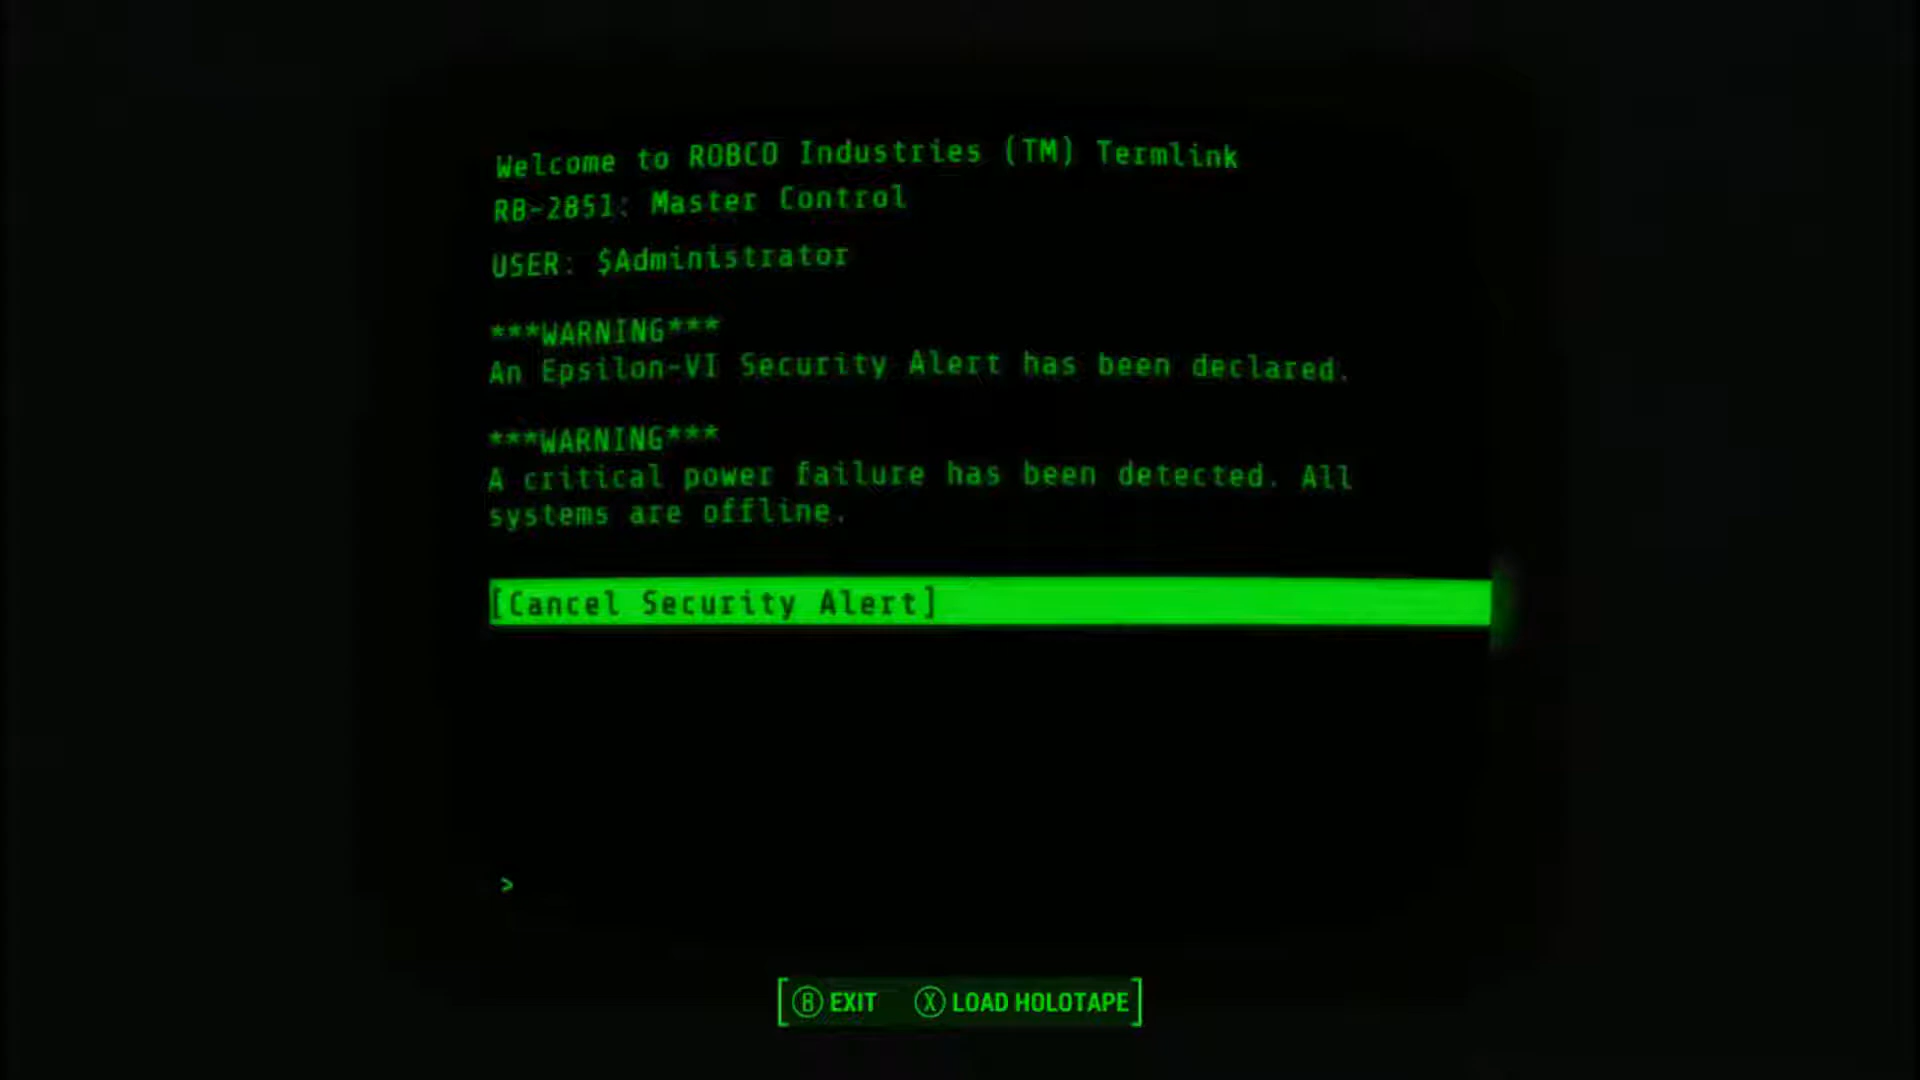 Welcome to ROBCO Industries (TM) Termlink
RB-2851: Master Control
USER: $Administrator
***WARNING***
An Epsilon-VI Security Alert has been declared.
***WARNING***
A critical power failure has been detected. All
systems are offline.
[Cancel Security Alert]
>
[Ⓑ EXIT Ⓧ LOAD HOLOTAPE]